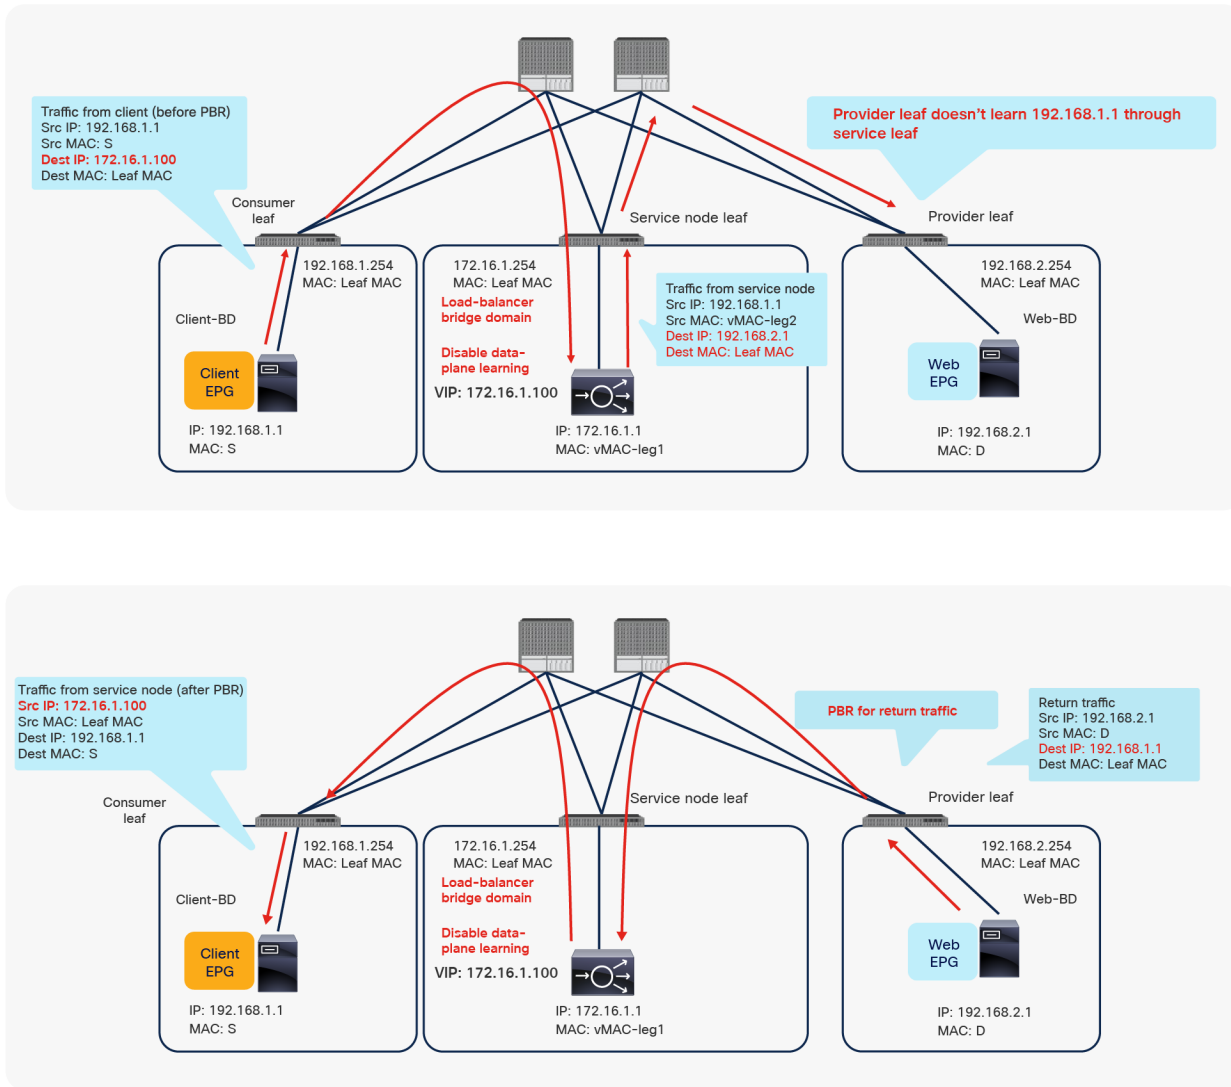 Traffic from client (before PBR)
Src IP: 192.168.1.1
Src MAC: S
Dest IP: 172.16.1.100
Dest MAC: Leaf MAC
Provider leaf doesn't learn 192.168.1.1 through
service leaf
Consumer
leaf
Service node leaf
Provider leaf
192.168.1.254
MAC: Leaf MAC
Client-BD
Client
EPG
IP: 192.168.1.1
MAC: S
172.16.1.254
MAC: Leaf MAC
Load-balancer
bridge domain
Disable data-
plane learning
VIP: 172.16.1.100
IP: 172.16.1.1
MAC: vMAC-leg1
Traffic from service node
Src IP: 192.168.1.1
Src MAC: vMAC-leg2
Dest IP: 192.168.2.1
Dest MAC: Leaf MAC
192.168.2.254
MAC: Leaf MAC
Web-BD
Web
EPG
IP: 192.168.2.1
MAC: D
Traffic from service node (after PBR)
Src IP: 172.16.1.100
Src MAC: Leaf MAC
Dest IP: 192.168.1.1
Dest MAC: S
PBR for return traffic
Return traffic
Src IP: 192.168.2.1
Src MAC: D
Dest IP: 192.168.1.1
Dest MAC: Leaf MAC
Consumer
leaf
Service node leaf
Provider leaf
192.168.1.254
MAC: Leaf MAC
Client-BD
Client
EPG
IP: 192.168.1.1
MAC: S
172.16.1.254
MAC: Leaf MAC
Load-balancer
bridge domain
Disable data-
plane learning
VIP: 172.16.1.100
IP: 172.16.1.1
MAC: vMAC-leg1
192.168.2.254
MAC: Leaf MAC
Web-BD
Web
EPG
IP: 192.168.2.1
MAC: D